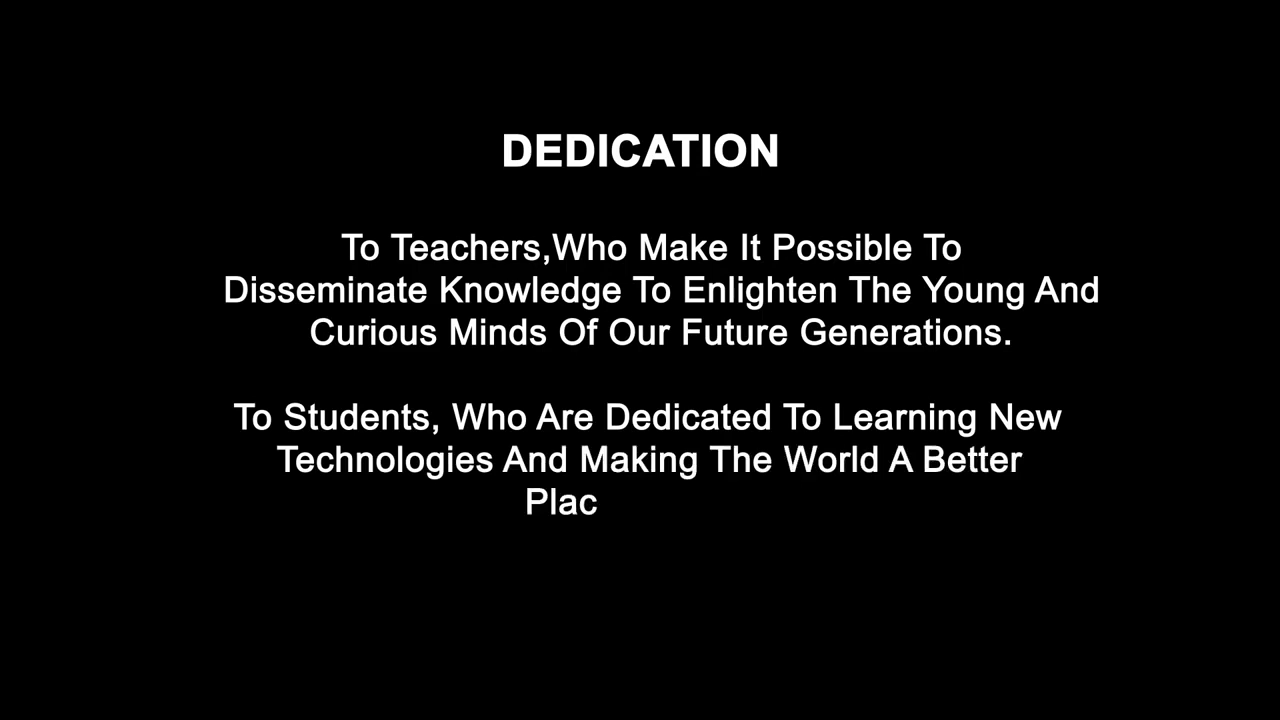 DEDICATION
To Teachers,Who Make It Possible To
Disseminate Knowledge To Enlighten The Young And
Curious Minds Of Our Future Generations.
To Students, Who Are Dedicated To Learning New
Technologies And Making The World A Better
Plac